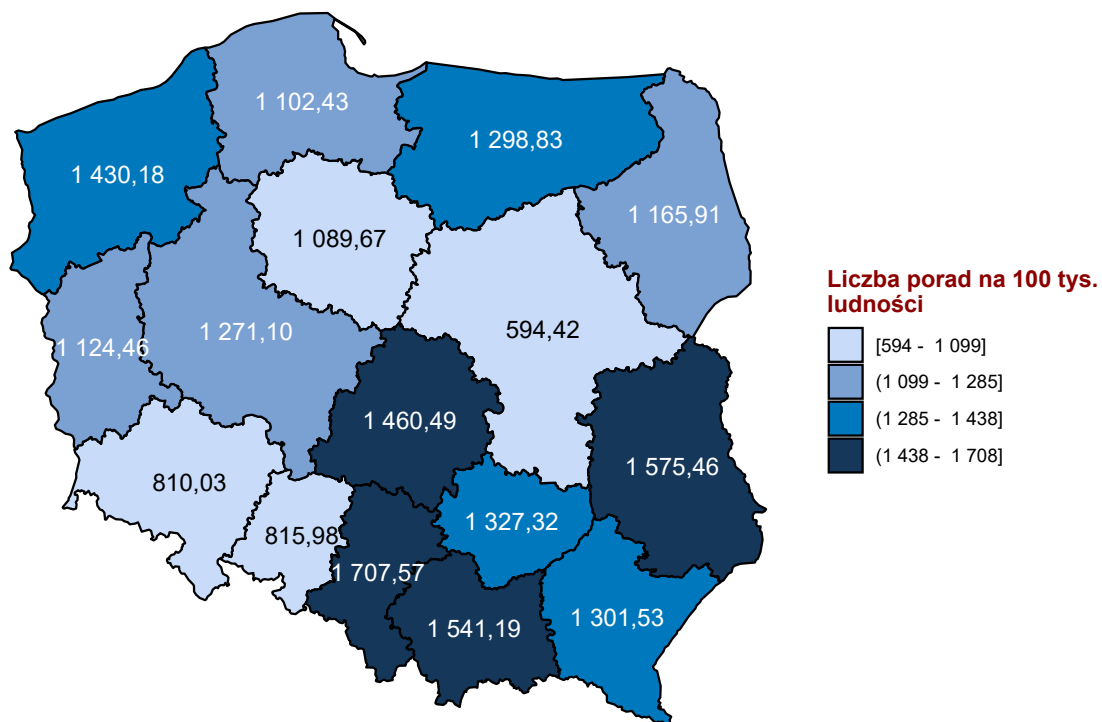 1 102,43
1 298,83
1 430,18
1 165,91
1 089,67
1 271,10
594,42
1 124,46
1 460,49
1 575,46
810,03
1 327,32
815,98
1 707,57
1 301,53
1 541,19
Liczba porad na 100 tys.
ludności
[594 - 1 099]
(1 099 - 1 285]
(1 285 - 1 438]
(1 438 - 1 708]